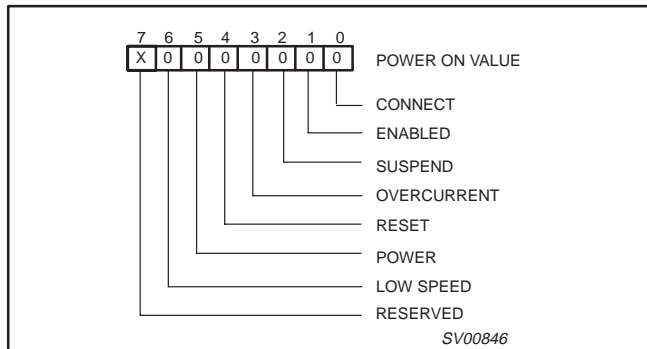 7 6 5 4 3 2 1 0
X 0 0 0 0 0 0 0 POWER ON VALUE
CONNECT
ENABLED
SUSPEND
OVERCURRENT
RESET
POWER
LOW SPEED
RESERVED
SV00846